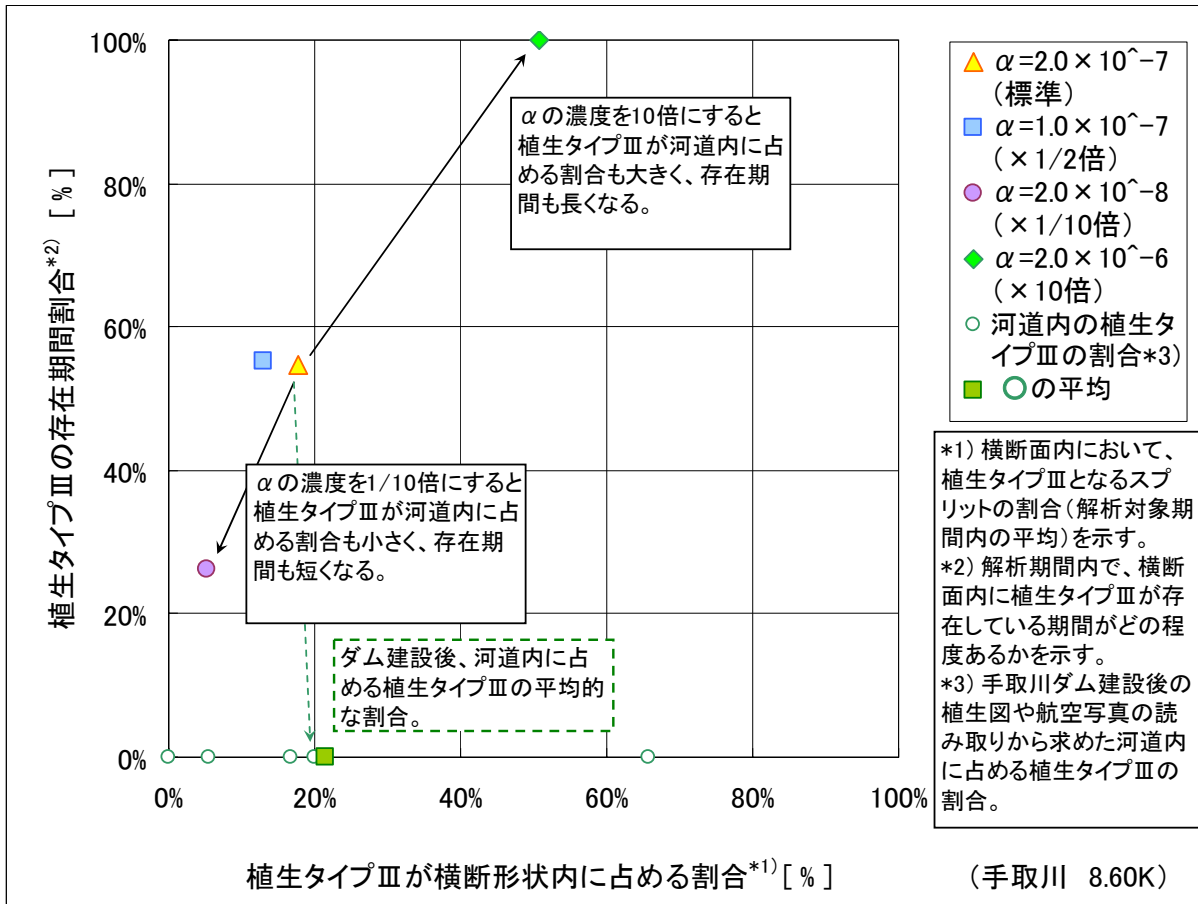 植生タイプⅢの存在期間割合*2) [%]
100%
80%
60%
40%
20%
0%
0%
20%
40%
60%
80%
100%
植生タイプⅢが横断形状内に占める割合*1) [%]
(手取川 8.60K)
αの濃度を10倍にすると
植生タイプⅢが河道内に占
める割合も大きく、存在期
間も長くなる。
αの濃度を1/10倍にすると
植生タイプⅢが河道内に占
める割合も小さく、存在期
間も短くなる。
ダム建設後、河道内に占
める植生タイプⅢの平均的
な割合。
α=2.0×10^-7
(標準)
α=1.0×10^-7
(×1/2倍)
α=2.0×10^-8
(×1/10倍)
α=2.0×10^-6
(×10倍)
河道内の植生タ
イプⅢの割合*3)
○の平均
*1) 横断面内において、
植生タイプⅢとなるスプ
リットの割合(解析対象期
間内の平均)を示す。
*2) 解析期間内で、横断
面内に植生タイプⅢが存
在している期間がどの程
度あるかを示す。
*3) 手取川ダム建設後の
植生図や航空写真の読
み取りから求めた河道内
に占める植生タイプⅢの
割合。